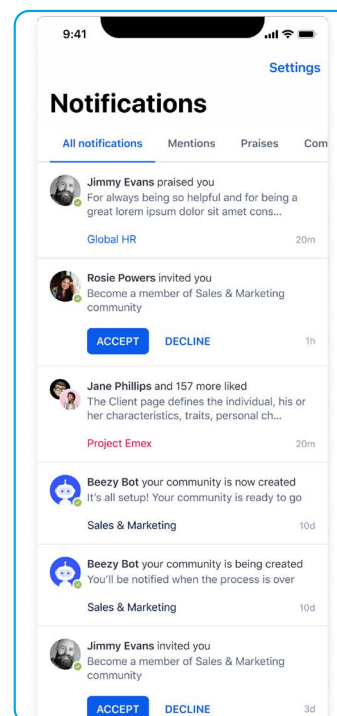 9:41
Settings
Notifications
All notifications Mentions Praises Com
Jimmy Evans praised you
For always being so helpful and for being a
great lorem ipsum dolor sit amet cons...
Global HR 20m
Rosie Powers invited you
Become a member of Sales & Marketing
community
ACCEPT DECLINE 1h
Jane Phillips and 157 more liked
The Client page defines the individual, his or
her characteristics, traits, personal ch...
Project Emex 20m
Beezy Bot your community is now created
It's all setup! Your community is ready to go
Sales & Marketing 10d
Beezy Bot your community is being created
You'll be notified when the process is over
Sales & Marketing 10d
Jimmy Evans invited you
Become a member of Sales & Marketing
community
ACCEPT DECLINE 3d